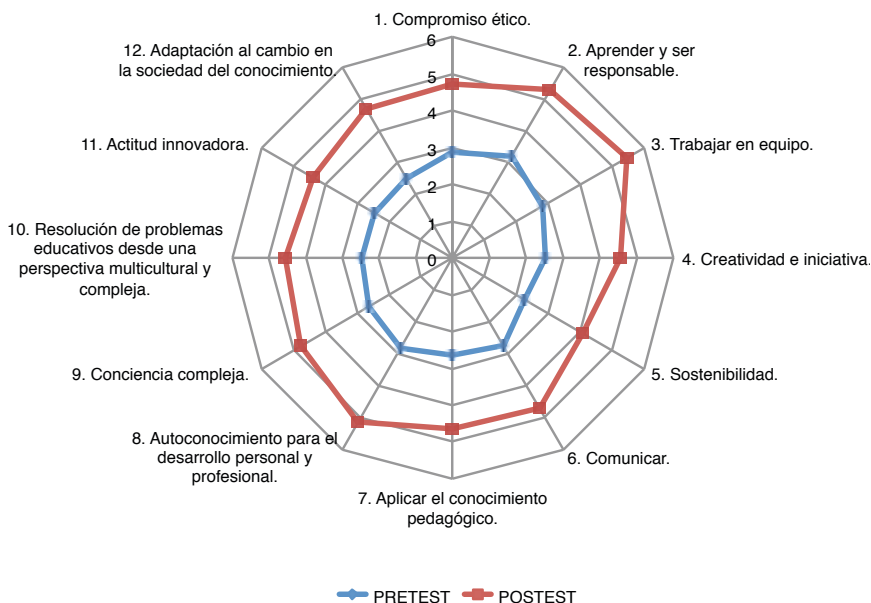 1. Compromiso ético.
2. Aprender y ser
responsable.
3. Trabajar en equipo.
4. Creatividad e iniciativa.
5. Sostenibilidad.
6. Comunicar.
7. Aplicar el conocimiento
pedagógico.
8. Autoconocimiento para el
desarrollo personal y
profesional.
9. Conciencia compleja.
10. Resolución de problemas
educativos desde una
perspectiva multicultural y
compleja.
11. Actitud innovadora.
12. Adaptación al cambio en
la sociedad del conocimiento.
6
5
4
3
2
1
0
PRETEST
POSTEST